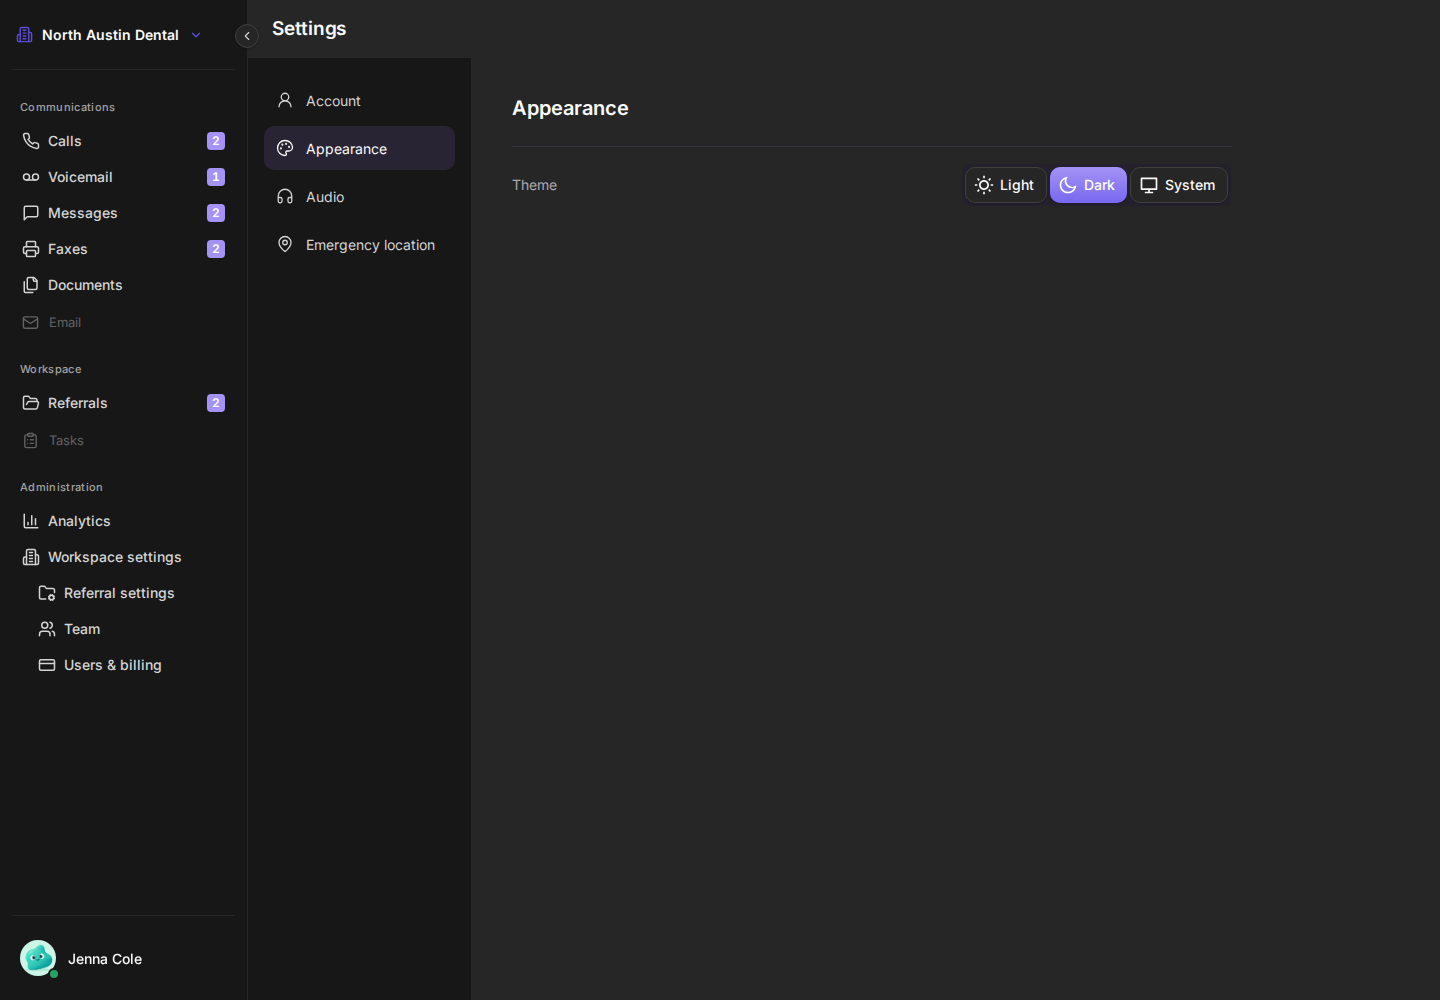 North Austin Dental
Settings
Communications
Calls 2
Voicemail 1
Messages 2
Faxes 2
Documents
Email
Workspace
Referrals 2
Tasks
Administration
Analytics
Workspace settings
Referral settings
Team
Users & billing
Jenna Cole
Account
Appearance
Audio
Emergency location
Appearance
Theme Light Dark System